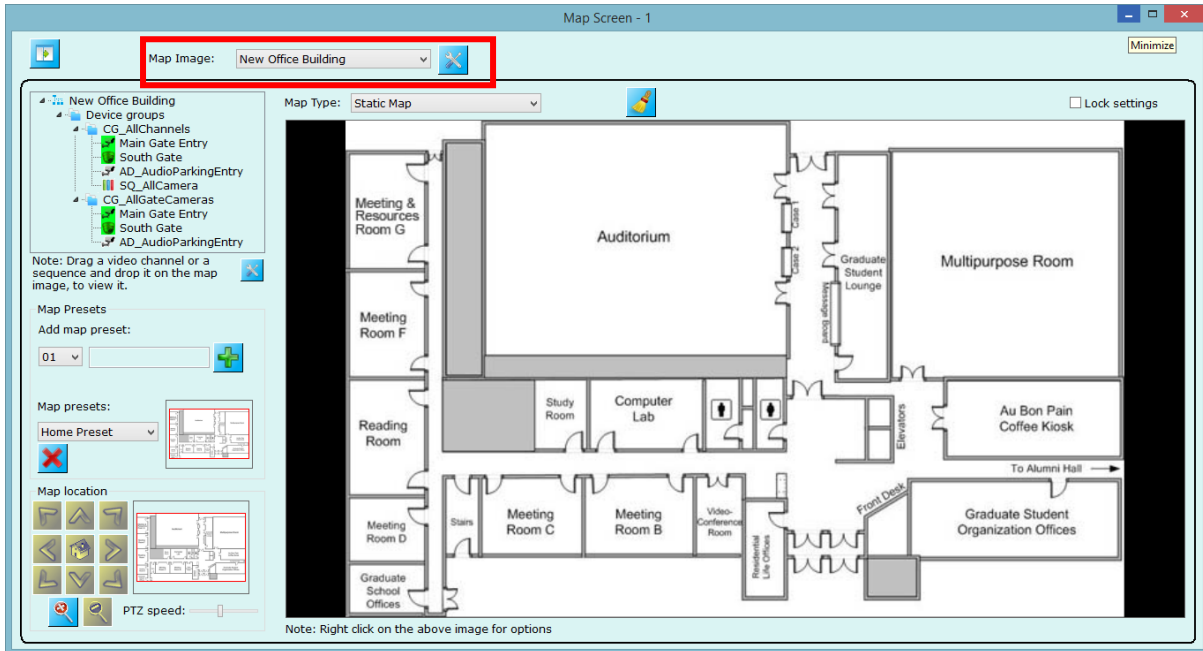 Map Screen - 1
Minimize
Map Image: New Office Building
New Office Building
Device groups
CG_AllChannels
Main Gate Entry
South Gate
AD_AudioParkingEntry
SQ_AllCamera
CG_AllGateCameras
Main Gate Entry
South Gate
AD_AudioParkingEntry
Note: Drag a video channel or a
sequence and drop it on the map
image, to view it.
Map Presets
Add map preset:
01
Map presets:
Home Preset
Map location
PTZ speed:
Map Type: Static Map
Lock settings
Meeting &
Resources
Room G
Auditorium
Case 1
Case 2
Graduate
Student
Lounge
Message Board
Multipurpose Room
Meeting
Room F
Study
Room
Computer
Lab
Reading
Room
Elevators
Au Bon Pain
Coffee Kiosk
To Alumni Hall
Front Desk
Meeting
Room D
Stairs
Meeting
Room C
Meeting
Room B
Video-
Conference
Room
Residential
Life Offices
Graduate Student
Organization Offices
Graduate
School
Offices
Note: Right click on the above image for options